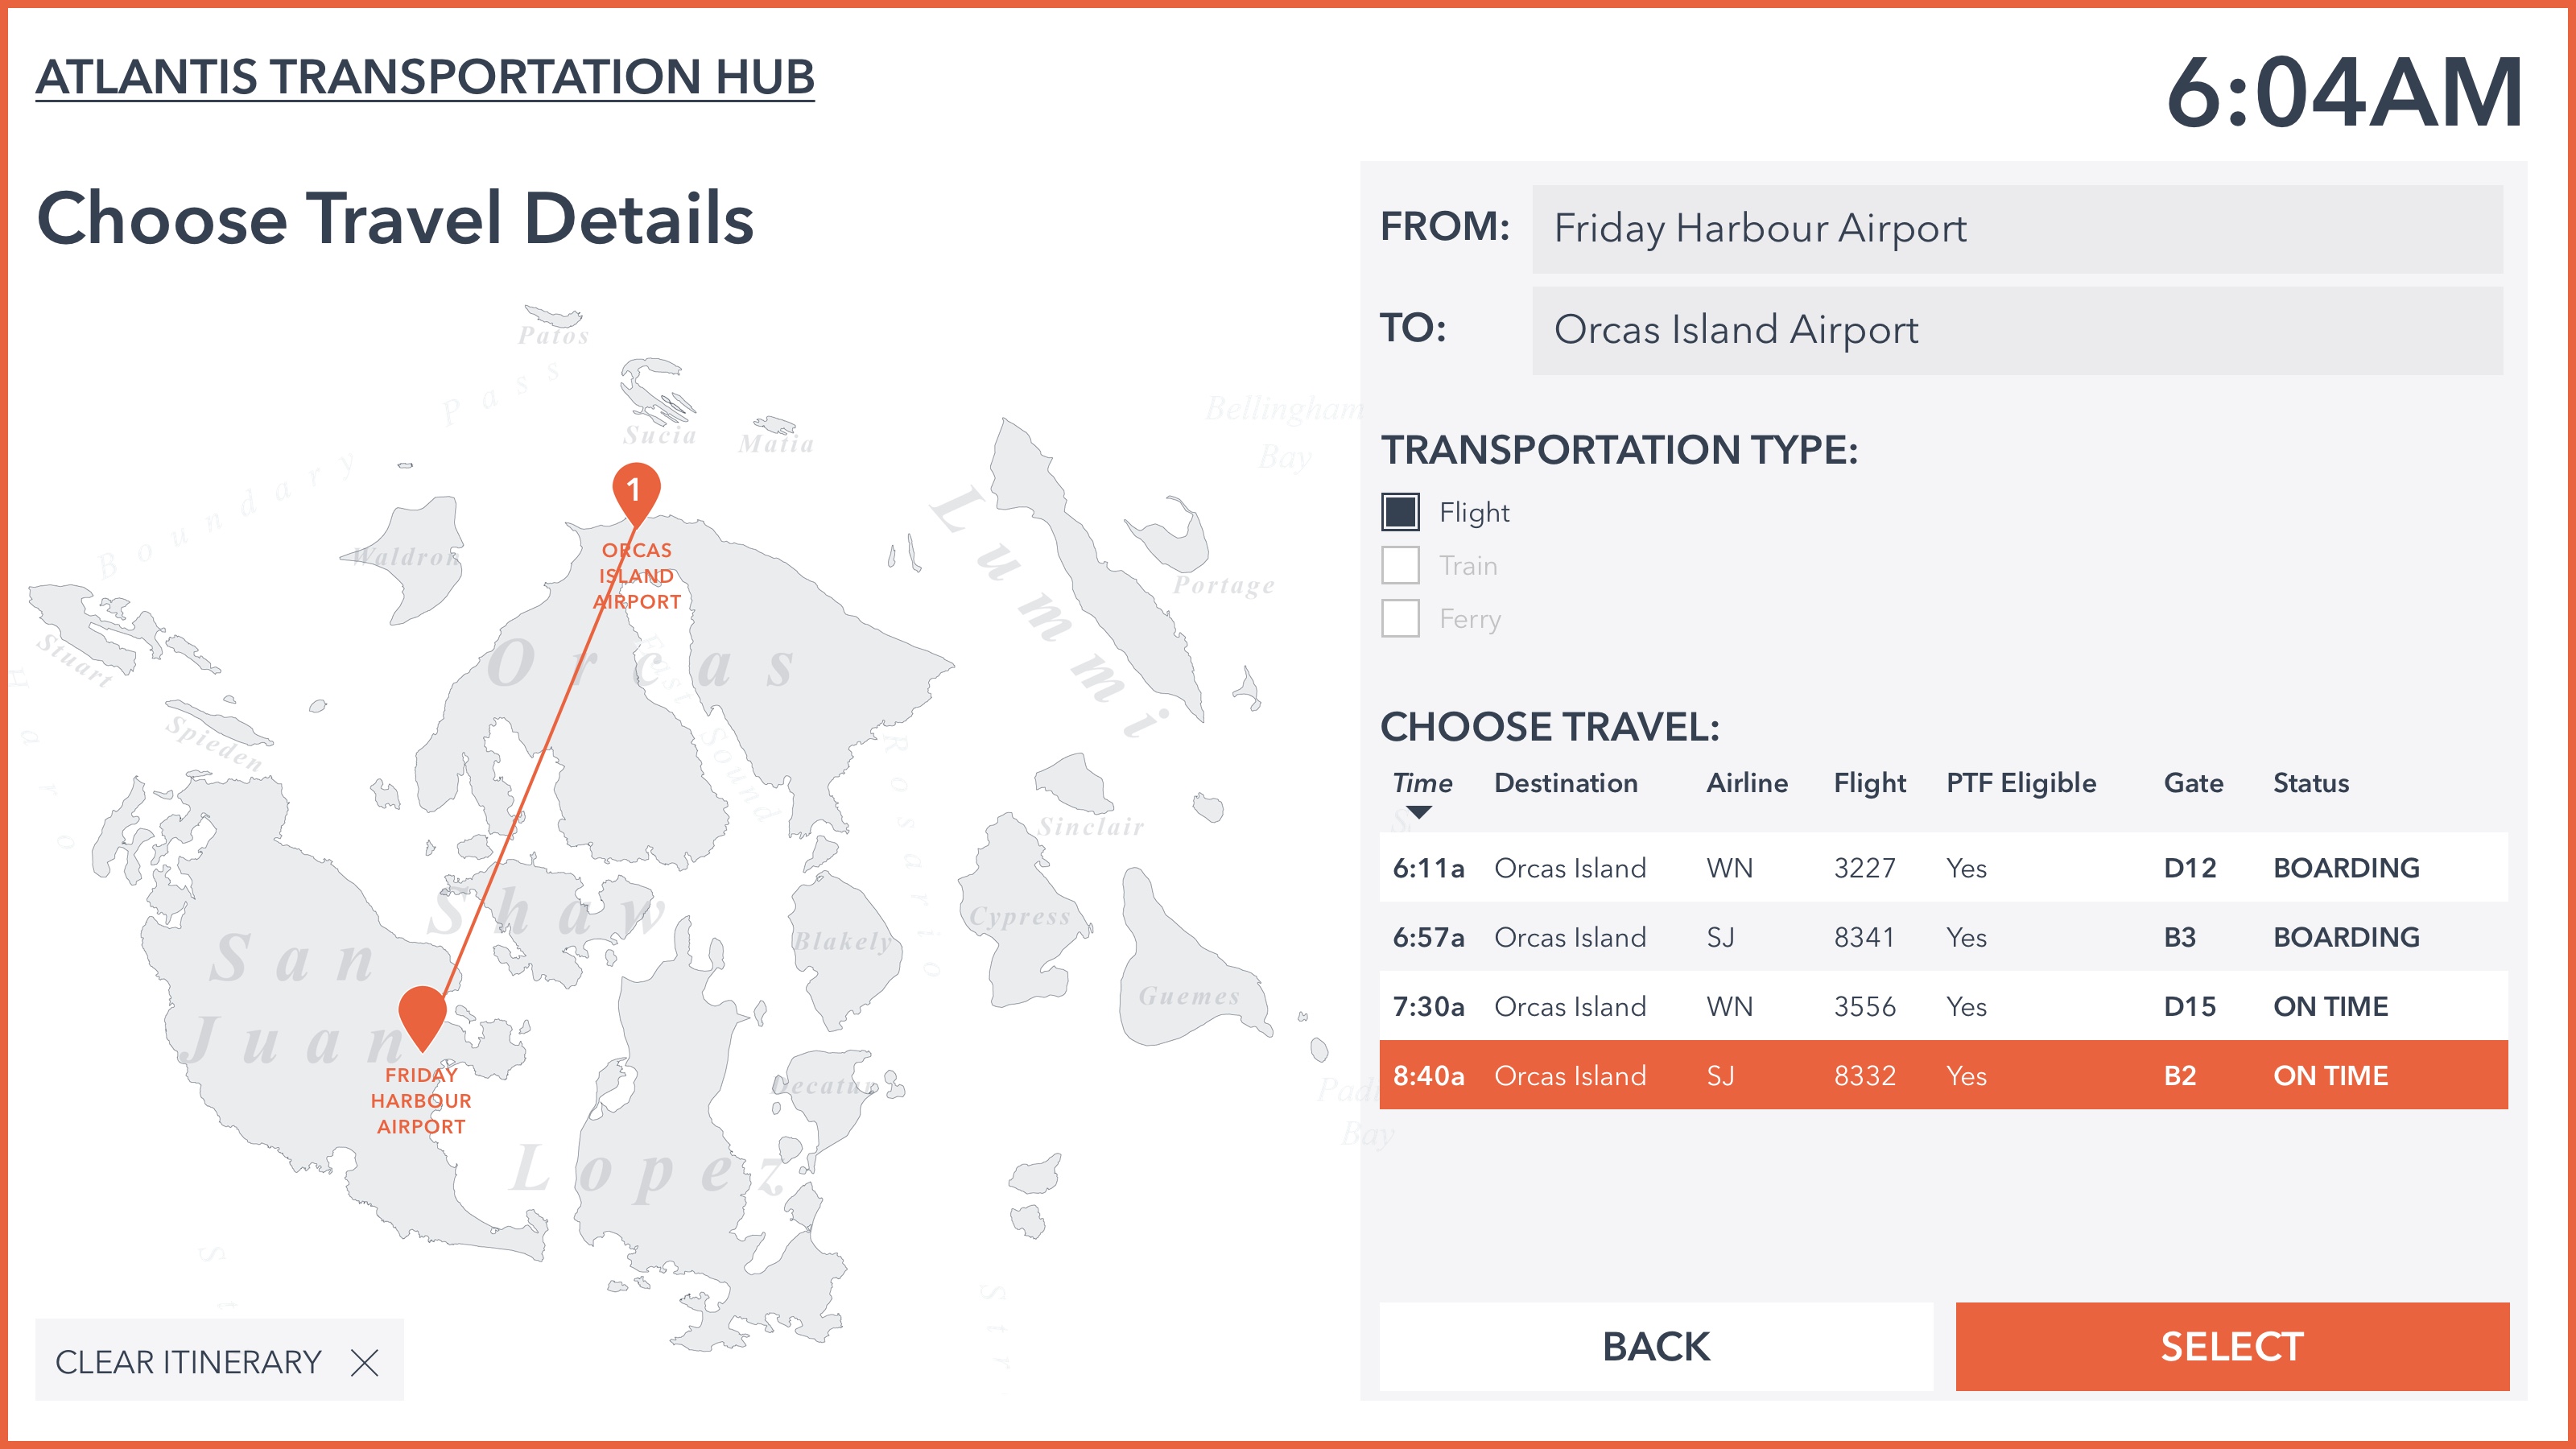 ATLANTIS TRANSPORTATION HUB
6:04AM
Choose Travel Details
FROM: Friday Harbour Airport
TO: Orcas Island Airport
TRANSPORTATION TYPE:
Flight
Train
Ferry
CHOOSE TRAVEL:
Time Destination Airline Flight PTF Eligible Gate Status
6:11a Orcas Island WN 3227 Yes D12 BOARDING
6:57a Orcas Island SJ 8341 Yes B3 BOARDING
7:30a Orcas Island WN 3556 Yes D15 ON TIME
8:40a Orcas Island SJ 8332 Yes B2 ON TIME
BACK
SELECT
Patos
Boundary Pass
Sucia
Matia
Bellingham
Bay
1
ORCAS
ISLAND
AIRPORT
Waldron
Lummi
Portage
Stuart
Orcas
East Sound
Spieden
Haro
Rosario
Sinclair
Shaw
Cypress
Blakely
San
Juan
Guemes
FRIDAY
HARBOUR
AIRPORT
Decatur
Bay
Lopez
CLEAR ITINERARY